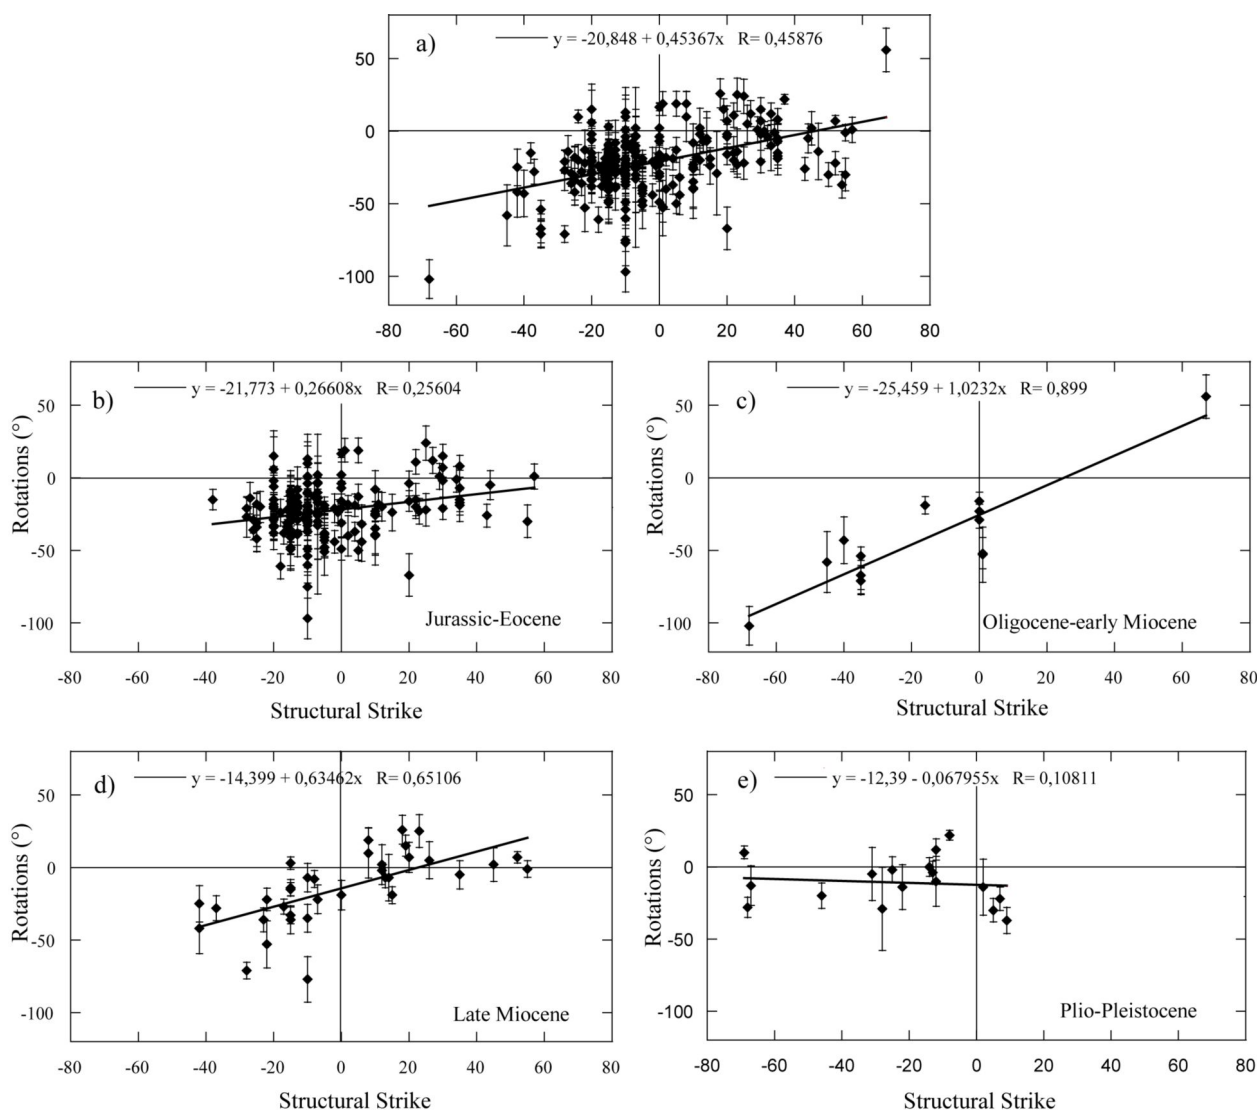 a)
y = -20,848 + 0,45367x R= 0,45876
50
0
-50
-100
-80 -60 -40 -20 0 20 40 60 80
b)
y = -21,773 + 0,26608x R= 0,25604
Rotations (°)
50
0
-50
-100
Jurassic-Eocene
-80 -60 -40 -20 0 20 40 60 80
Structural Strike
c)
y = -25,459 + 1,0232x R= 0,899
Rotations (°)
50
0
-50
-100
Oligocene-early Miocene
-80 -60 -40 -20 0 20 40 60 80
Structural Strike
d)
y = -14,399 + 0,63462x R= 0,65106
Rotations (°)
50
0
-50
-100
Late Miocene
-80 -60 -40 -20 0 20 40 60 80
Structural Strike
e)
y = -12,39 - 0,067955x R= 0,10811
Rotations (°)
50
0
-50
-100
Plio-Pleistocene
-80 -60 -40 -20 0 20 40 60 80
Structural Strike